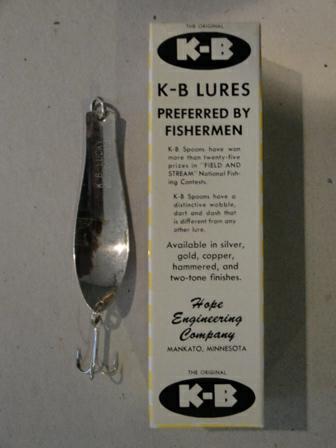 THE ORIGINAL
K-B
K-B LURES
PREFERRED BY
FISHERMEN
K-B Spoons have won
more than twenty-five
prizes in "FIELD AND
STREAM" National Fish-
ing Contests.
K-B Spoons have a
distinctive wobble,
dart and dash that
is different from any
other lure.
Available in silver,
gold, copper,
hammered, and
two-tone finishes.
Hope
Engineering
Company
MANKATO, MINNESOTA
THE ORIGINAL
K-B
K-B